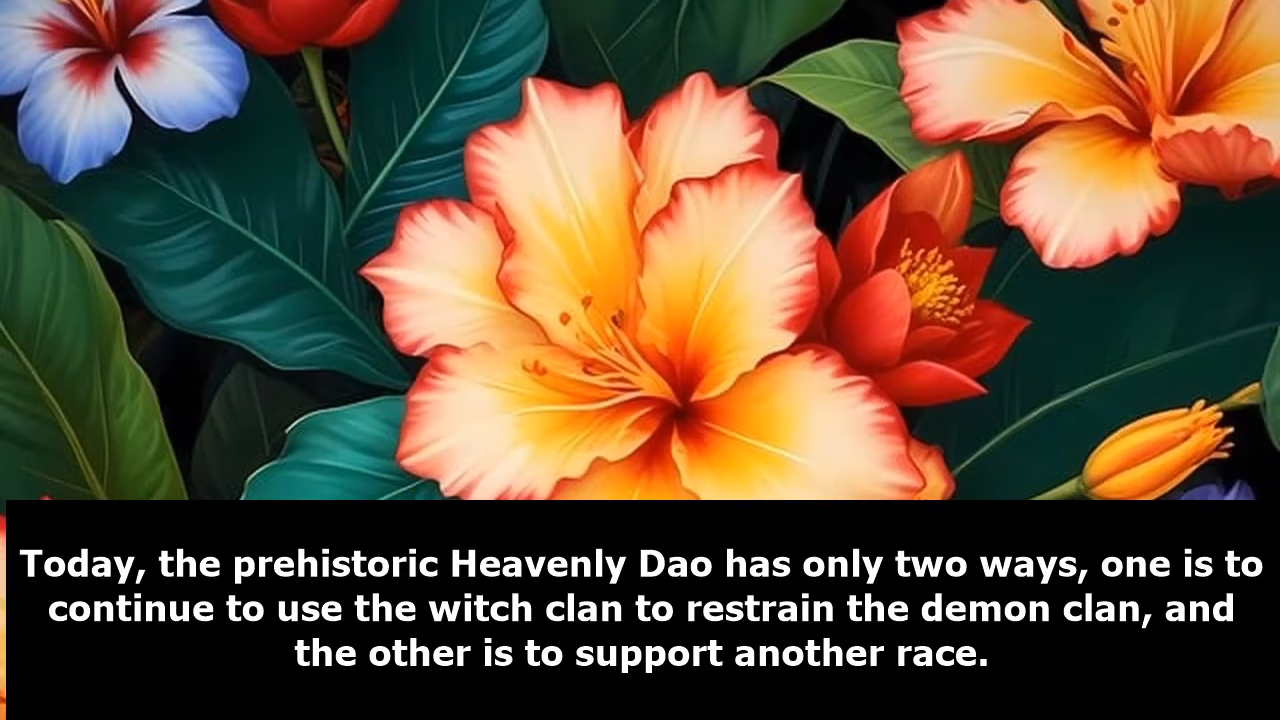 Today, the prehistoric Heavenly Dao has only two ways, one is to
continue to use the witch clan to restrain the demon clan, and
the other is to support another race.